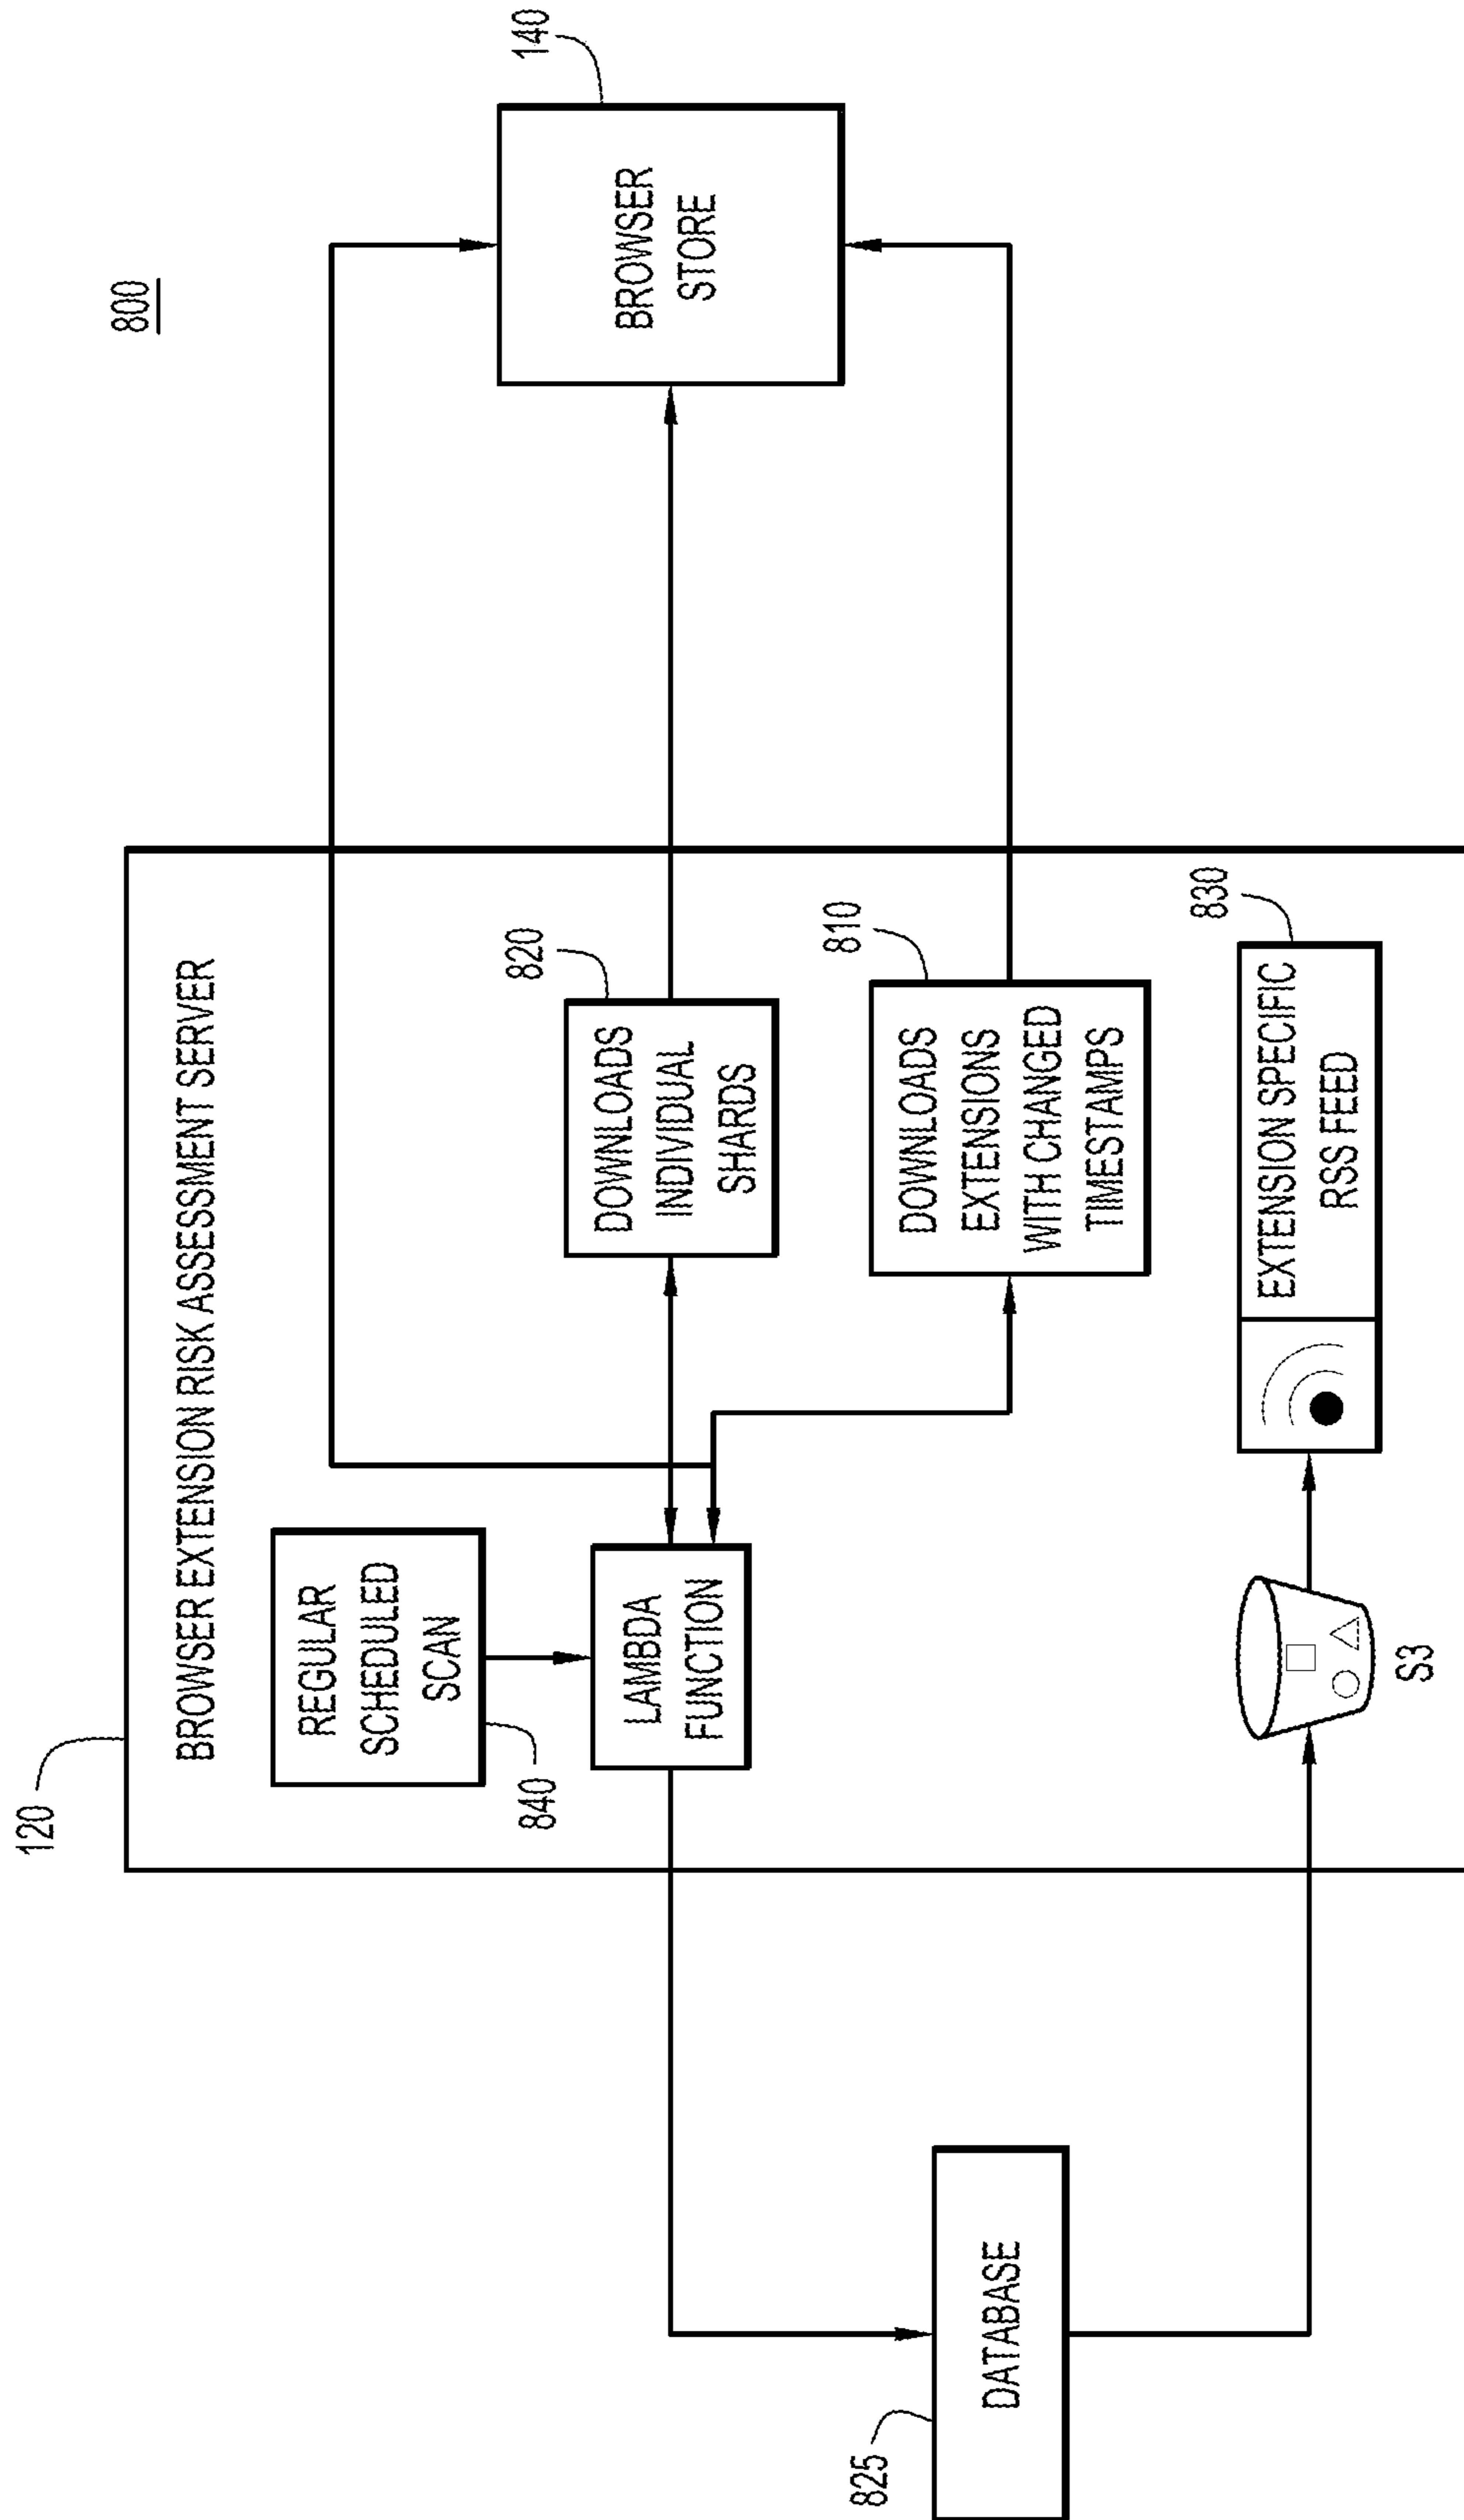 800
120
BROWSER EXTENSION RISK ASSESSMENT SERVER
REGULAR
SCHEDULED
SCAN
840
LAMBDA
FUNCTION
820
DOWNLOADS
INDIVIDUAL
SHARDS
810
DOWNLOADS
EXTENSIONS
WITH CHANGED
TIMESTAMPS
140
BROWSER
STORE
825
DATABASE
S3
830
EXTENSION SPECIFIC
RSS FEED